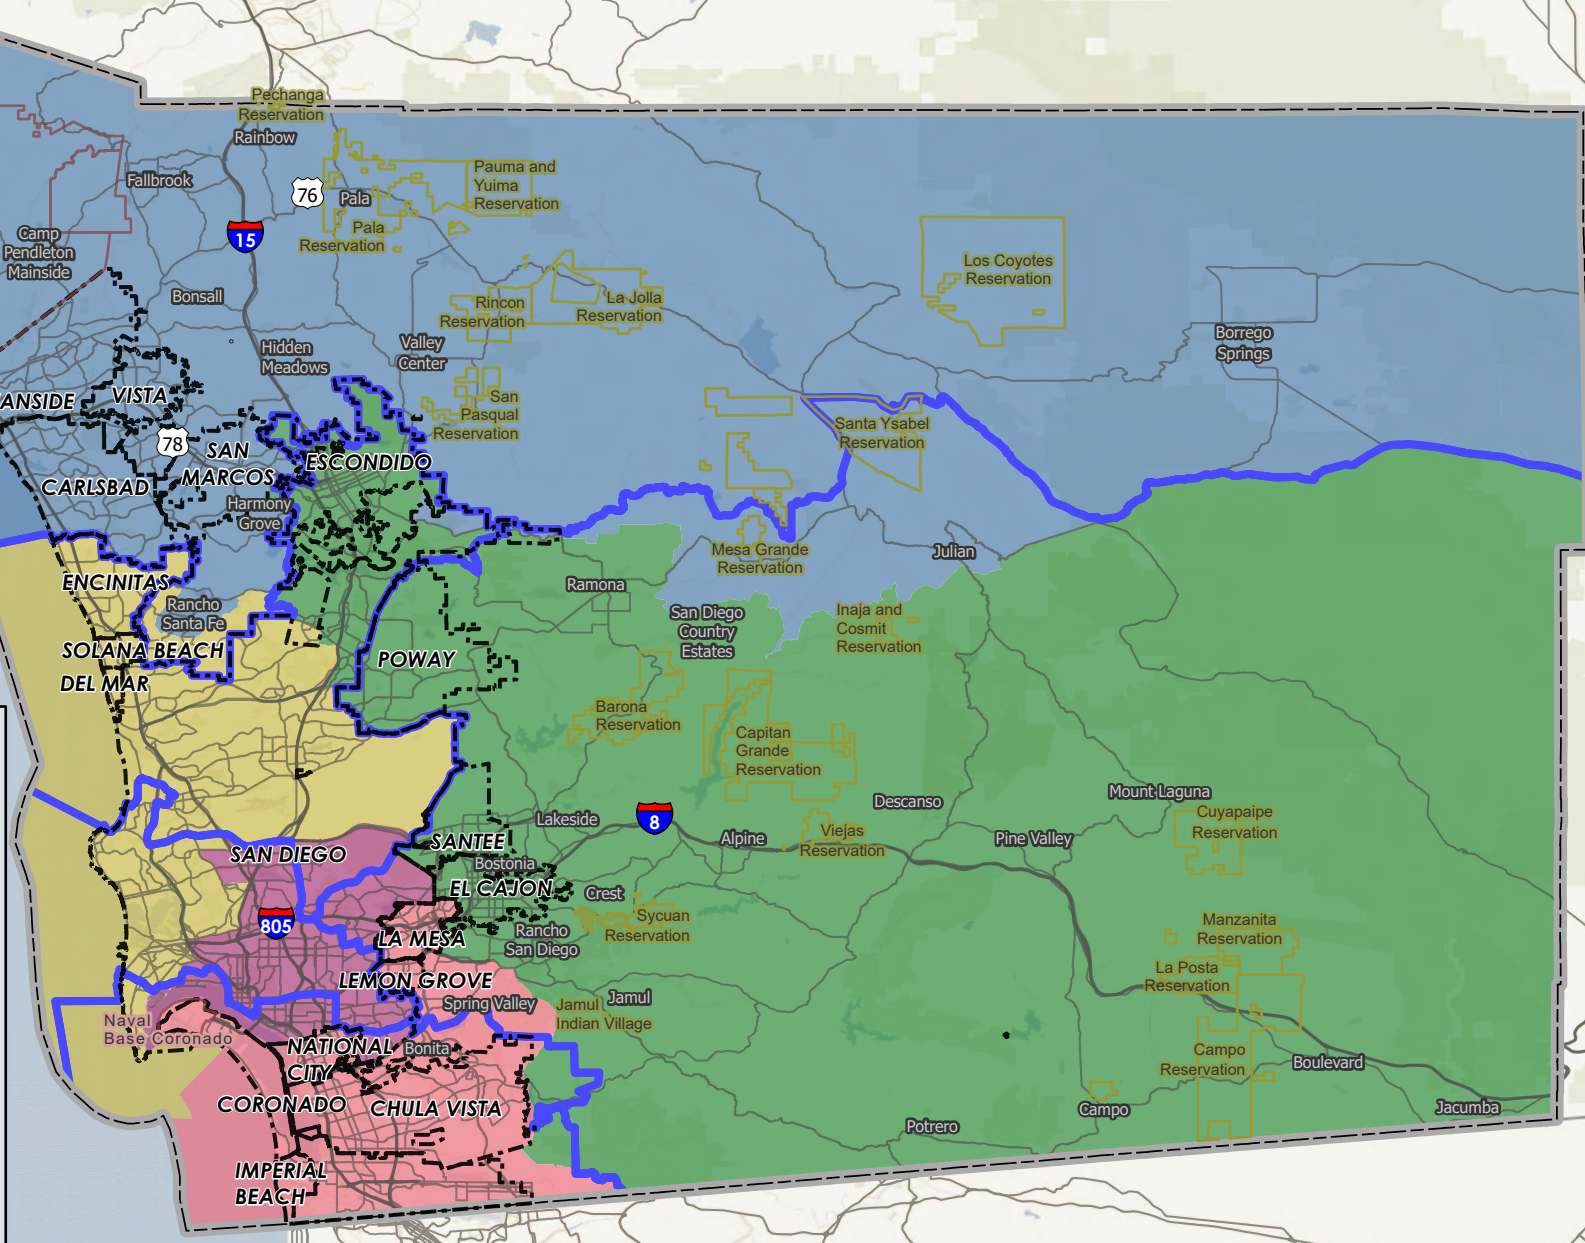 Pechanga
Reservation
Rainbow
Fallbrook
76
Pala
Pauma and
Yuima
Reservation
Pala
Reservation
15
Camp
Pendleton
Mainside
Bonsall
Los Coyotes
Reservation
Rincon
Reservation
La Jolla
Reservation
Hidden
Meadows
Valley
Center
Borrego
Springs
ANSIDE
VISTA
San
Pasqual
Reservation
Santa Ysabel
Reservation
78
SAN
MARCOS
ESCONDIDO
CARLSBAD
Harmony
Grove
Mesa Grande
Reservation
Julian
ENCINITAS
Ramona
Rancho
Santa Fe
San Diego
Country
Estates
Inaja and
Cosmit
Reservation
SOLANA BEACH
POWAY
DEL MAR
Barona
Reservation
Capitan
Grande
Reservation
Mount Laguna
Descanso
Cuyapaipe
Reservation
Lakeside
8
Alpine
Viejas
Reservation
Pine Valley
SANTEE
SAN DIEGO
Bostonia
EL CAJON
Crest
805
Sycuan
Reservation
Manzanita
Reservation
LA MESA
Rancho
San Diego
La Posta
Reservation
LEMON GROVE
Spring Valley
Jamul
Jamul
Indian Village
Naval
Base Coronado
NATIONAL
CITY
Bonita
Campo
Reservation
Boulevard
CORONADO
CHULA VISTA
Campo
Jacumba
Potrero
IMPERIAL
BEACH